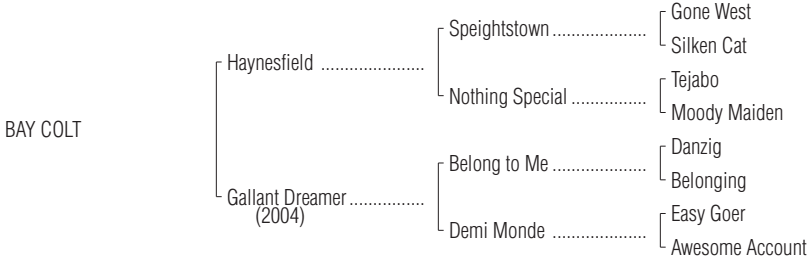 Gone West
Speightstown ....................
Silken Cat
Haynesfield ......................
Tejabo
Nothing Special ................
Moody Maiden
BAY COLT
Danzig
Belong to Me ....................
Belonging
Gallant Dreamer ................
(2004)
Easy Goer
Demi Monde ....................
Awesome Account